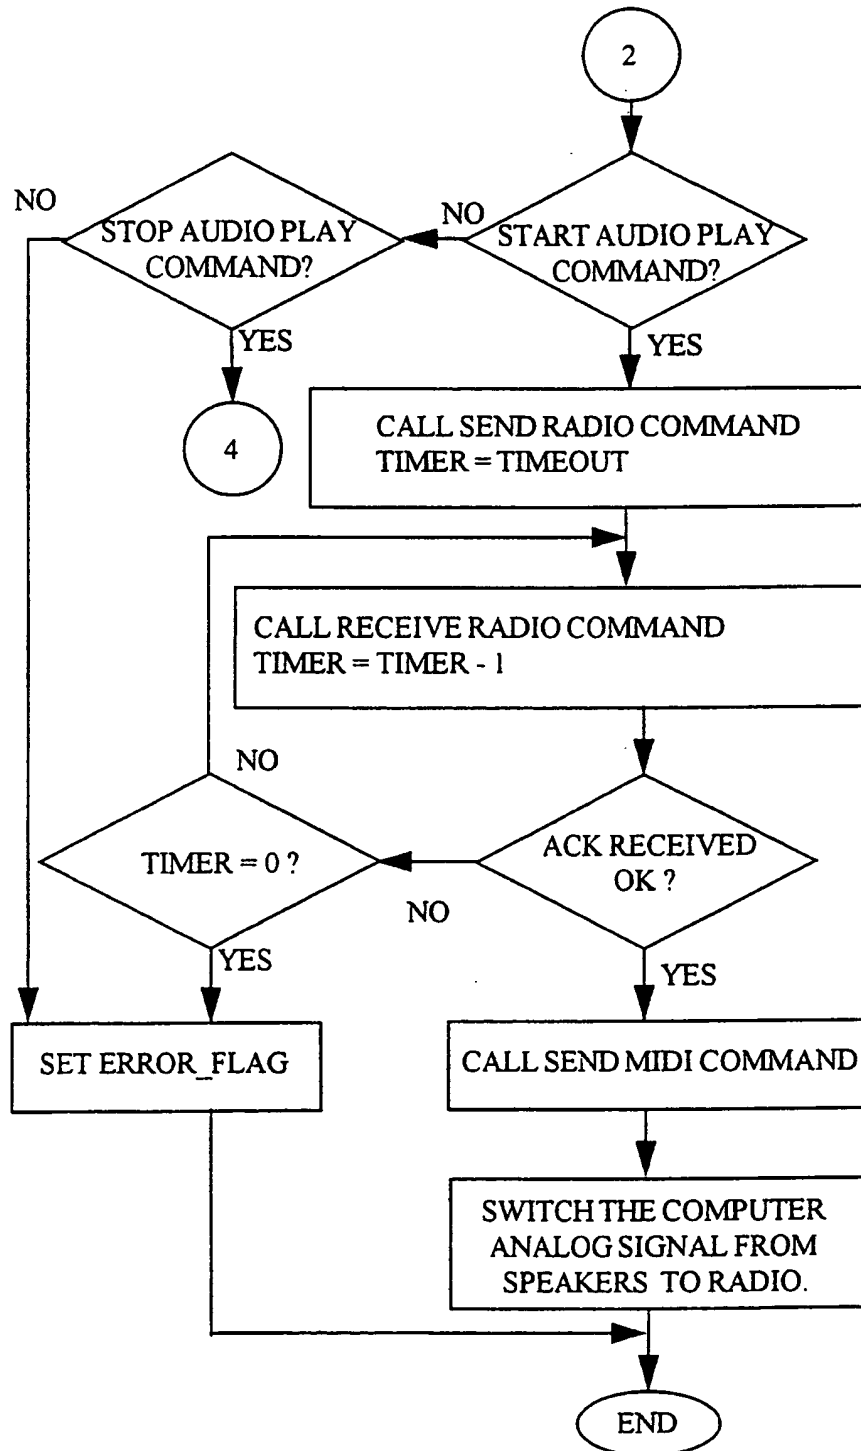 2
NO
STOP AUDIO PLAY
COMMAND?
NO
START AUDIO PLAY
COMMAND?
YES
YES
4
CALL SEND RADIO COMMAND
TIMER = TIMEOUT
CALL RECEIVE RADIO COMMAND
TIMER = TIMER - 1
NO
TIMER = 0 ?
NO
ACK RECEIVED
OK ?
YES
YES
SET ERROR_FLAG
CALL SEND MIDI COMMAND
SWITCH THE COMPUTER
ANALOG SIGNAL FROM
SPEAKERS TO RADIO.
END